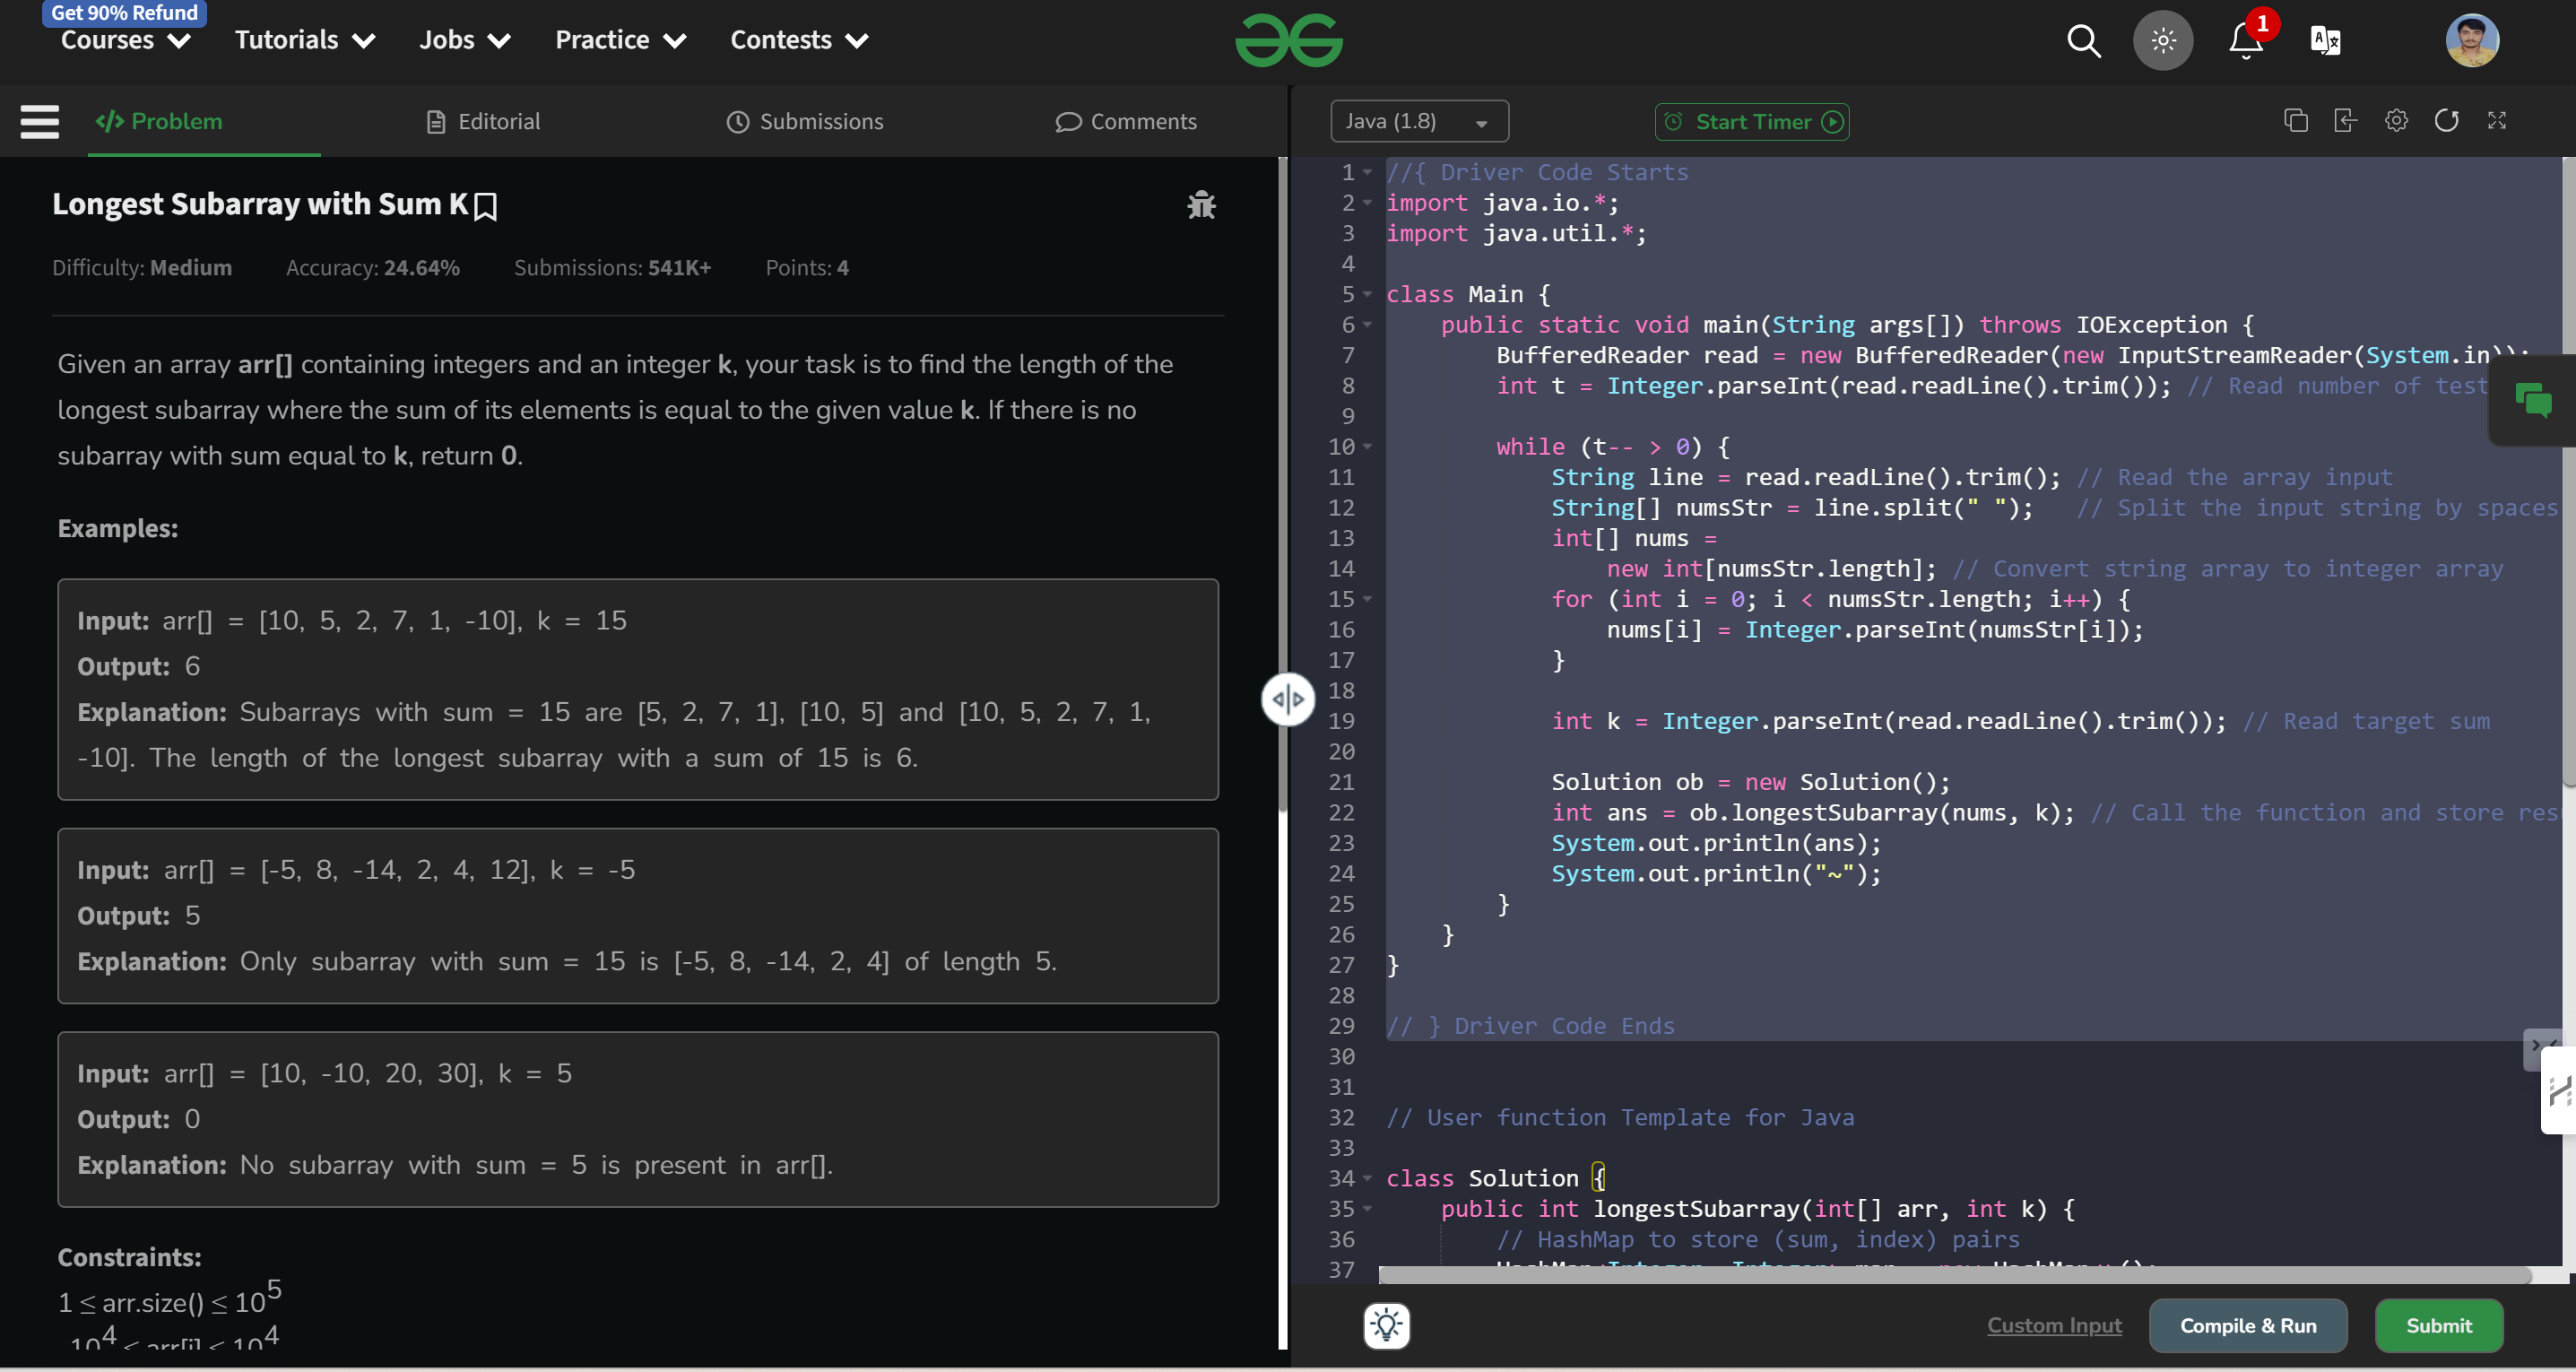 Get 90% Refund
Courses
Tutorials
Jobs
Practice
Contests
1
Problem
Editorial
Submissions
Comments
Java (1.8)
Start Timer
Longest Subarray with Sum K
Difficulty: Medium
Accuracy: 24.64%
Submissions: 541K+
Points: 4
Given an array arr[] containing integers and an integer k, your task is to find the length of the
longest subarray where the sum of its elements is equal to the given value k. If there is no
subarray with sum equal to k, return 0.
Examples:
Input: arr[] = [10, 5, 2, 7, 1, -10], k = 15
Output: 6
Explanation: Subarrays with sum = 15 are [5, 2, 7, 1], [10, 5] and [10, 5, 2, 7, 1,
-10]. The length of the longest subarray with a sum of 15 is 6.
Input: arr[] = [-5, 8, -14, 2, 4, 12], k = -5
Output: 5
Explanation: Only subarray with sum = 15 is [-5, 8, -14, 2, 4] of length 5.
Input: arr[] = [10, -10, 20, 30], k = 5
Output: 0
Explanation: No subarray with sum = 5 is present in arr[].
Constraints:
1 ≤ arr.size() ≤ 10^5
10^4 ≤ arr[i] ≤ 10^4
1 //{ Driver Code Starts
2 import java.io.*;
3 import java.util.*;
4
5 class Main {
6 public static void main(String args[]) throws IOException {
7 BufferedReader read = new BufferedReader(new InputStreamReader(System.in));
8 int t = Integer.parseInt(read.readLine().trim()); // Read number of test
9
10 while (t-- > 0) {
11 String line = read.readLine().trim(); // Read the array input
12 String[] numsStr = line.split(" "); // Split the input string by spaces
13 int[] nums =
14 new int[numsStr.length]; // Convert string array to integer array
15 for (int i = 0; i < numsStr.length; i++) {
16 nums[i] = Integer.parseInt(numsStr[i]);
17 }
18
19 int k = Integer.parseInt(read.readLine().trim()); // Read target sum
20
21 Solution ob = new Solution();
22 int ans = ob.longestSubarray(nums, k); // Call the function and store res
23 System.out.println(ans);
24 System.out.println("~");
25 }
26 }
27 }
28
29 // } Driver Code Ends
30
31
32 // User function Template for Java
33
34 class Solution {
35 public int longestSubarray(int[] arr, int k) {
36 // HashMap to store (sum, index) pairs
37
Custom Input
Compile & Run
Submit